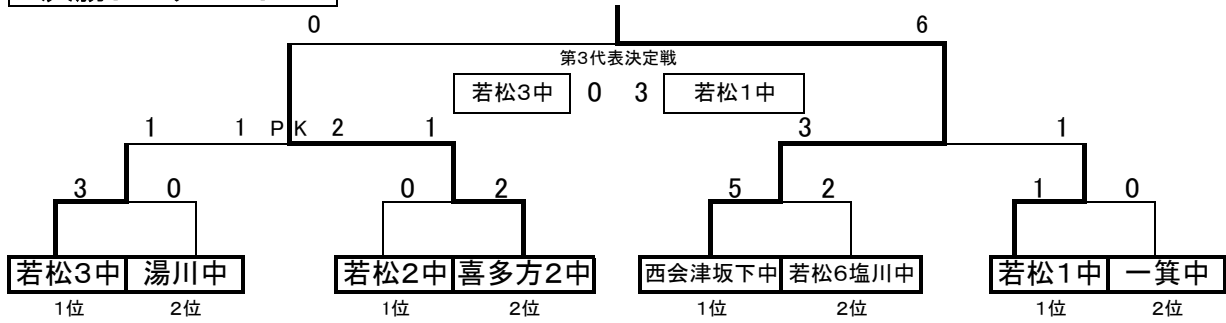 0 6
第3代表決定戦
若松3中 0 3 若松1中
1 1 PK 2 1 3 1
3 0 0 2 5 2 1 0
若松3中 湯川中 若松2中 喜多方2中 西会津坂下中 若松6塩川中 若松1中 一箕中
1位 2位 1位 2位 1位 2位 1位 2位